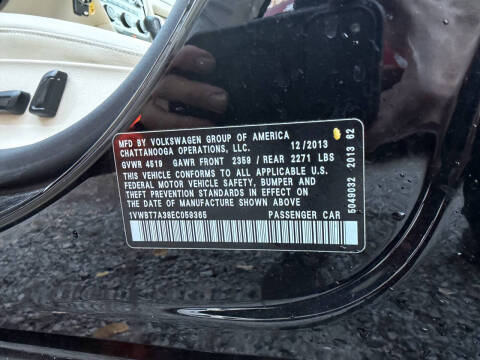 MFD BY VOLKSWAGEN GROUP OF AMERICA
CHATTANOOGA OPERATIONS, LLC. 12/2013
GVWR 4519 GAWR FRONT 2359 / REAR 2271 LBS
THIS VEHICLE CONFORMS TO ALL APPLICABLE U.S.
FEDERAL MOTOR VEHICLE SAFETY, BUMPER AND
THEFT PREVENTION STANDARDS IN EFFECT ON
THE DATE OF MANUFACTURE SHOWN ABOVE
1VWBT7A38EC059365 PASSENGER CAR
5049032 2013 62